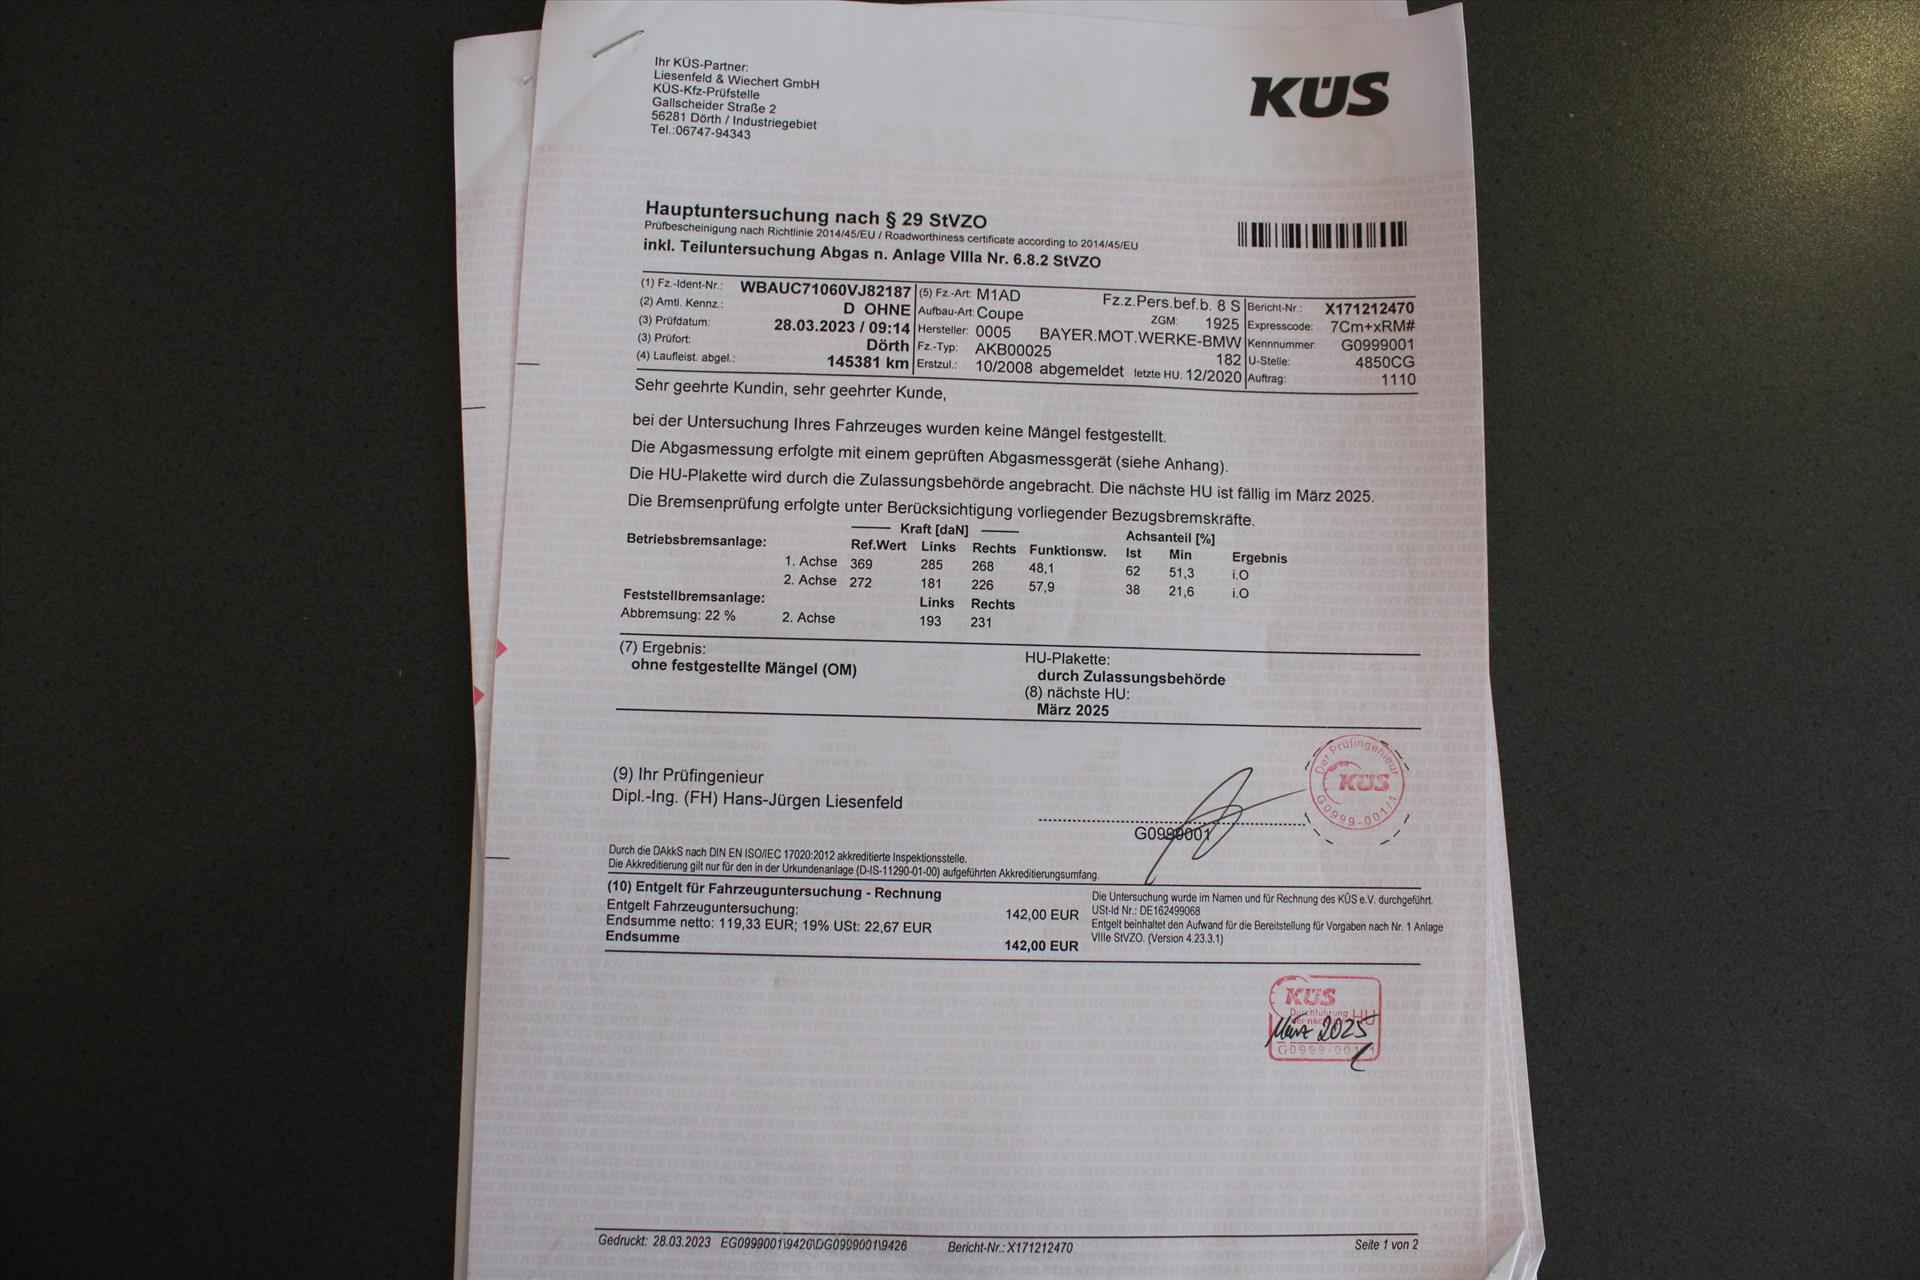 Ihr KÜS-Partner:
Liesenfeld & Wiechert GmbH
KÜS-Kfz-Prüfstelle
Gallscheider Straße 2
56281 Dörth / Industriegebiet
Tel.:06747-94343
KÜS
Hauptuntersuchung nach § 29 StVZO
Prüfbescheinigung nach Richtlinie 2014/45/EU / Roadworthiness certificate according to 2014/45/EU
inkl. Teiluntersuchung Abgas n. Anlage VIIIa Nr. 6.8.2 StVZO
(1) Fz.-Ident-Nr.: WBAUC71060VJ82187 (5) Fz.-Art: M1AD Fz.z.Pers.bef.b. 8 S Bericht-Nr.: X171212470
(2) Amtl. Kennz.: D OHNE Aufbau-Art: Coupe ZGM: 1925 Expresscode: 7Cm+xRM#
(3) Prüfdatum: 28.03.2023 / 09:14 Hersteller: 0005 BAYER.MOT.WERKE-BMW Kennnummer: G0999001
(3) Prüfort: Dörth Fz.-Typ: AKB00025 182 U-Stelle: 4850CG
(4) Laufleist. abgel.: 145381 km Erstzul.: 10/2008 abgemeldet letzte HU: 12/2020 Auftrag: 1110
Sehr geehrte Kundin, sehr geehrter Kunde,
bei der Untersuchung Ihres Fahrzeuges wurden keine Mängel festgestellt.
Die Abgasmessung erfolgte mit einem geprüften Abgasmessgerät (siehe Anhang).
Die HU-Plakette wird durch die Zulassungsbehörde angebracht. Die nächste HU ist fällig im März 2025.
Die Bremsenprüfung erfolgte unter Berücksichtigung vorliegender Bezugsbremskräfte.
Kraft [daN] Achsanteil [%]
Betriebsbremsanlage: Ref.Wert Links Rechts Funktionsw. Ist Min Ergebnis
1. Achse 369 285 268 48,1 62 51,3 i.O
2. Achse 272 181 226 57,9 38 21,6 i.O
Feststellbremsanlage: Links Rechts
Abbremsung: 22 % 2. Achse 193 231
(7) Ergebnis:
ohne festgestellte Mängel (OM)
HU-Plakette:
durch Zulassungsbehörde
(8) nächste HU:
März 2025
(9) Ihr Prüfingenieur
Dipl.-Ing. (FH) Hans-Jürgen Liesenfeld
G0999001
Der Prüfingenieur
KÜS
G0999-001/1
Durch die DAkkS nach DIN EN ISO/IEC 17020:2012 akkreditierte Inspektionsstelle.
Die Akkreditierung gilt nur für den in der Urkundenanlage (D-IS-11290-01-00) aufgeführten Akkreditierungsumfang.
(10) Entgelt für Fahrzeuguntersuchung - Rechnung
Entgelt Fahrzeuguntersuchung: 142,00 EUR
Endsumme netto: 119,33 EUR; 19% USt: 22,67 EUR
Endsumme 142,00 EUR
Die Untersuchung wurde im Namen und für Rechnung des KÜS e.V. durchgeführt.
USt-Id Nr.: DE162499068
Entgelt beinhaltet den Aufwand für die Bereitstellung für Vorgaben nach Nr. 1 Anlage
VIIIe StVZO. (Version 4.23.3.1)
KÜS
Durchführung HU
März 2025
G0999-001/1
Gedruckt: 28.03.2023 EG0999001\9426\DG0999001\9426 Bericht-Nr.: X171212470 Seite 1 von 2